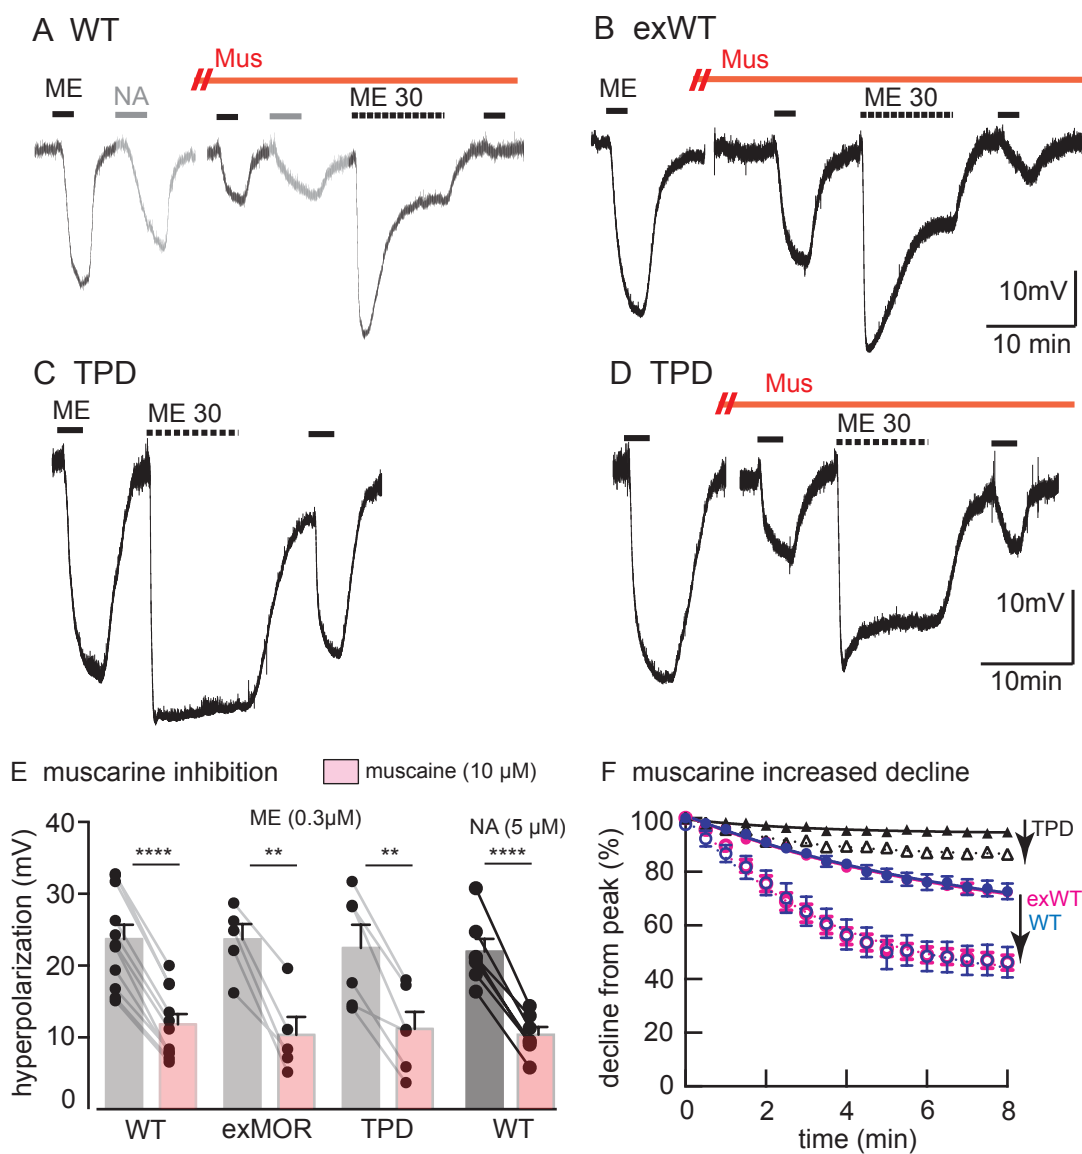 A WT
Mus
ME
NA
ME 30
B exWT
Mus
ME
ME 30
10mV
10 min
C TPD
ME
ME 30
D TPD
Mus
ME 30
10mV
10min
E muscarine inhibition
muscaine (10 µM)
hyperpolarization (mV)
40
30
20
10
0
ME (0.3µM)
NA (5 µM)
****
**
**
****
WT
exMOR
TPD
WT
F muscarine increased decline
decline from peak (%)
100
80
60
40
20
0
TPD
exWT
WT
0
2
4
6
8
time (min)